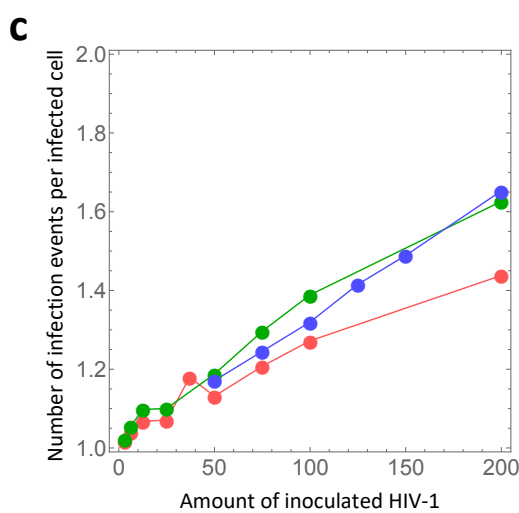 c
Number of infection events per infected cell
2.0
1.8
1.6
1.4
1.2
1.0
0 50 100 150 200
Amount of inoculated HIV-1